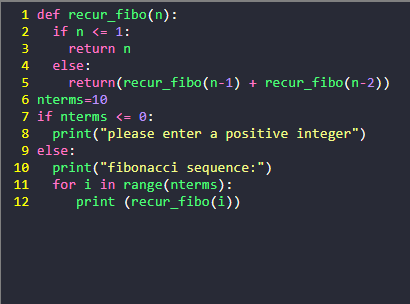 1 def recur_fibo(n):
2   if n <= 1:
3     return n
4   else:
5     return(recur_fibo(n-1) + recur_fibo(n-2))
6 nterms=10
7 if nterms <= 0:
8   print("please enter a positive integer")
9 else:
10   print("fibonacci sequence:")
11   for i in range(nterms):
12      print (recur_fibo(i))